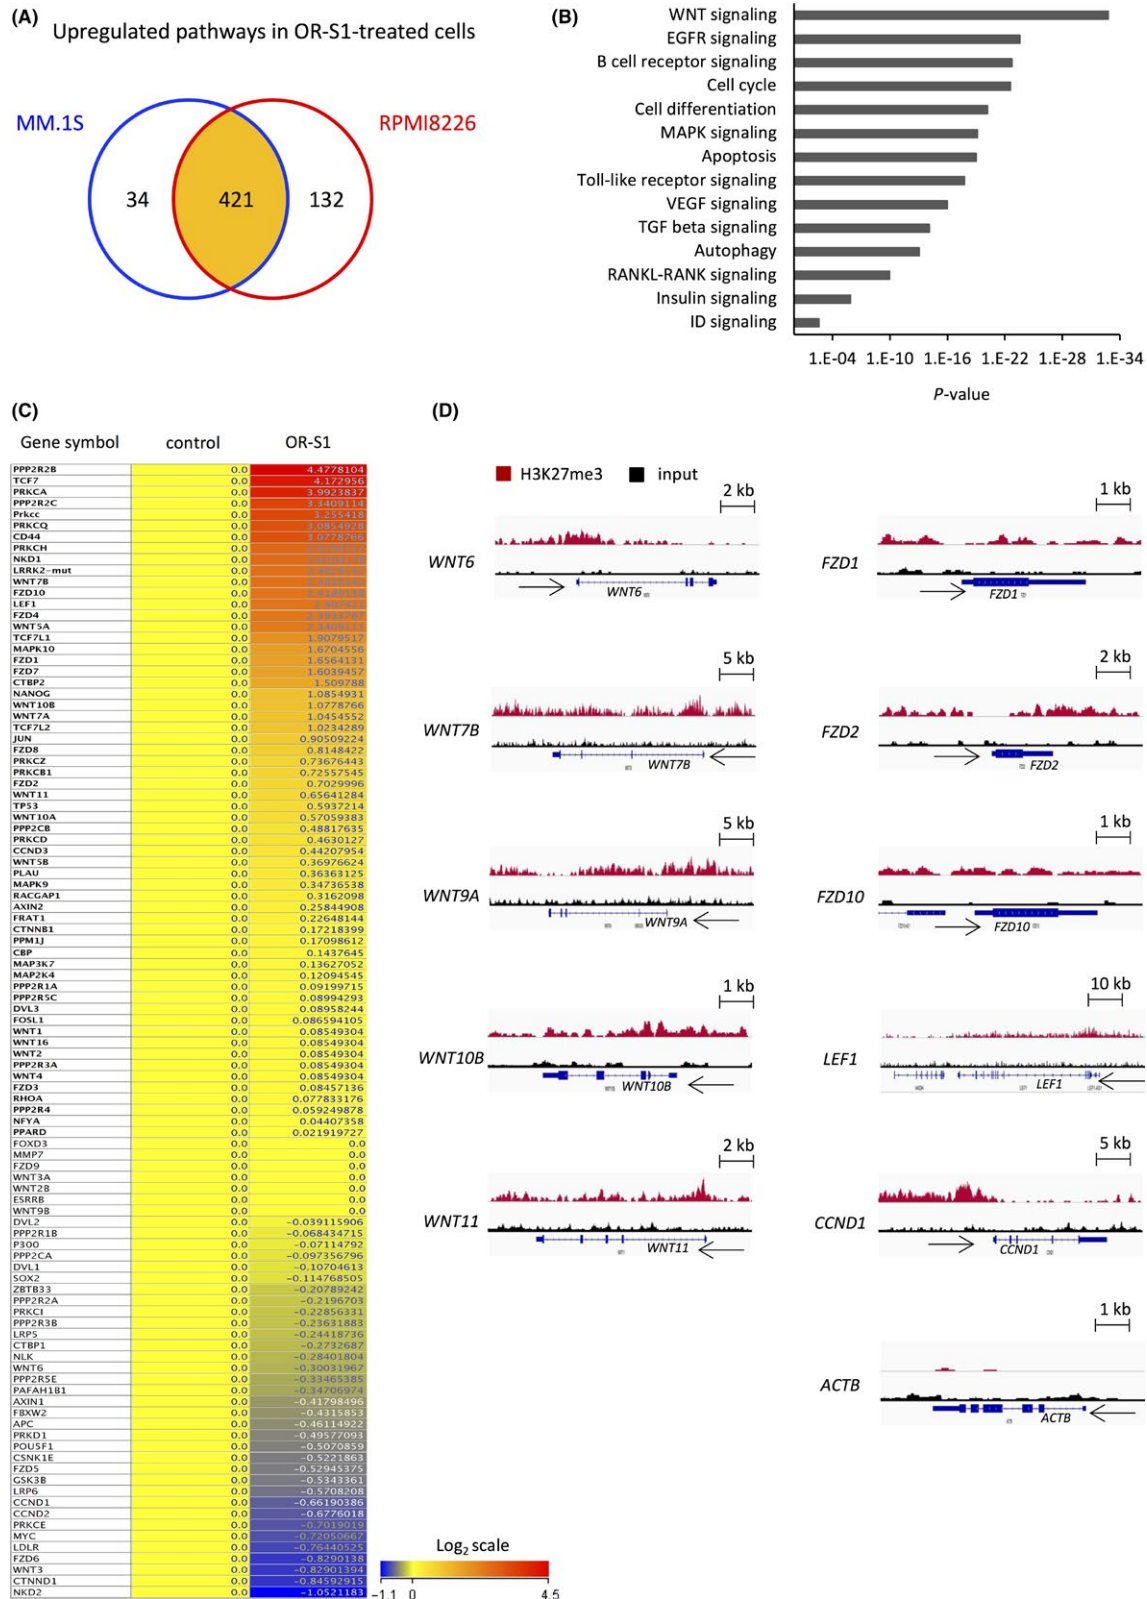 (A)
Upregulated pathways in OR-S1-treated cells
MM.1S
RPMI8226
34
421
132
(B)
WNT signaling
EGFR signaling
B cell receptor signaling
Cell cycle
Cell differentiation
MAPK signaling
Apoptosis
Toll-like receptor signaling
VEGF signaling
TGF beta signaling
Autophagy
RANKL-RANK signaling
Insulin signaling
ID signaling
1.E-04 1.E-10 1.E-16 1.E-22 1.E-28 1.E-34
P-value
(C)
Gene symbol control OR-S1
PPP2R2B 0.0 4.4778104
TCF7 0.0 4.172956
PRKCA 0.0 3.9923837
PPP2R2C 0.0 3.3409114
Prkcc 0.0 3.255418
PRKCQ 0.0 3.0854928
CD44 0.0 3.0778766
PRKCH 0.0
NKD1 0.0
LRRK2-mut 0.0
WNT7B 0.0
FZD10 0.0
LEF1 0.0
FZD4 0.0
WNT5A 0.0
TCF7L1 0.0 1.9079517
MAPK10 0.0 1.6704556
FZD1 0.0 1.6564131
FZD7 0.0 1.6039457
CTBP2 0.0 1.509788
NANOG 0.0 1.0854931
WNT10B 0.0 1.0778766
WNT7A 0.0 1.0454552
TCF7L2 0.0 1.0234289
JUN 0.0 0.90509224
FZD8 0.0 0.8148422
PRKCZ 0.0 0.73676443
PRKCB1 0.0 0.72557545
FZD2 0.0 0.7029996
WNT11 0.0 0.65641284
TP53 0.0 0.5937214
WNT10A 0.0 0.57059383
PPP2CB 0.0 0.48817635
PRKCD 0.0 0.4630127
CCND3 0.0 0.44207954
WNT5B 0.0 0.36976624
PLAU 0.0 0.36363125
MAPK9 0.0 0.34736538
RACGAP1 0.0 0.3162098
AXIN2 0.0 0.25844908
FRAT1 0.0 0.22648144
CTNNB1 0.0 0.17218399
PPM1J 0.0 0.17098612
CBP 0.0 0.1437645
MAP3K7 0.0 0.13627052
MAP2K4 0.0 0.12094545
PPP2R1A 0.0 0.09199715
PPP2R5C 0.0 0.08994293
DVL3 0.0 0.08958244
FOSL1 0.0 0.086594105
WNT1 0.0 0.08549304
WNT16 0.0 0.08549304
WNT2 0.0 0.08549304
PPP2R3A 0.0 0.08549304
WNT4 0.0 0.08549304
FZD3 0.0 0.08457136
RHOA 0.0 0.077833176
PPP2R4 0.0 0.059249878
NFYA 0.0 0.04407358
PPARD 0.0 0.021919727
FOXD3 0.0 0.0
MMP7 0.0 0.0
FZD9 0.0 0.0
WNT3A 0.0 0.0
WNT2B 0.0 0.0
ESRRB 0.0 0.0
WNT9B 0.0 0.0
DVL2 0.0 −0.039115906
PPP2R1B 0.0 −0.068434715
P300 0.0 −0.07114792
PPP2CA 0.0 −0.097356796
DVL1 0.0 −0.10704613
SOX2 0.0 −0.114768505
ZBTB33 0.0 −0.20789242
PPP2R2A 0.0 −0.2196703
PRKCI 0.0 −0.22856331
PPP2R3B 0.0 −0.23631883
LRP5 0.0 −0.24418736
CTBP1 0.0 −0.2732687
NLK 0.0 −0.28401804
WNT6 0.0 −0.30031967
PPP2R5E 0.0 −0.33465385
PAFAH1B1 0.0 −0.34706974
AXIN1 0.0 −0.41798496
FBXW2 0.0 −0.4315853
APC 0.0 −0.46114922
PRKD1 0.0 −0.49577093
POU5F1 0.0 −0.5070859
CSNK1E 0.0 −0.5221863
FZD5 0.0 −0.52945375
GSK3B 0.0 −0.5343361
LRP6 0.0 −0.5708208
CCND1 0.0 −0.66190386
CCND2 0.0 −0.6776018
PRKCE 0.0 −0.7019019
MYC 0.0 −0.72050667
LDLR 0.0 −0.76440525
FZD6 0.0 −0.8290138
WNT3 0.0 −0.82901394
CTNND1 0.0 −0.84592915
NKD2 0.0 −1.0521183
Log2 scale
−1.1 0 4.5
(D)
H3K27me3 input
2 kb
WNT6
WNT6
5 kb
WNT7B
WNT7B
5 kb
WNT9A
WNT9A
1 kb
WNT10B
WNT10B
2 kb
WNT11
WNT11
1 kb
FZD1
FZD1
2 kb
FZD2
FZD2
1 kb
FZD10
FZD10
10 kb
LEF1
LEF1
5 kb
CCND1
CCND1
1 kb
ACTB
ACTB